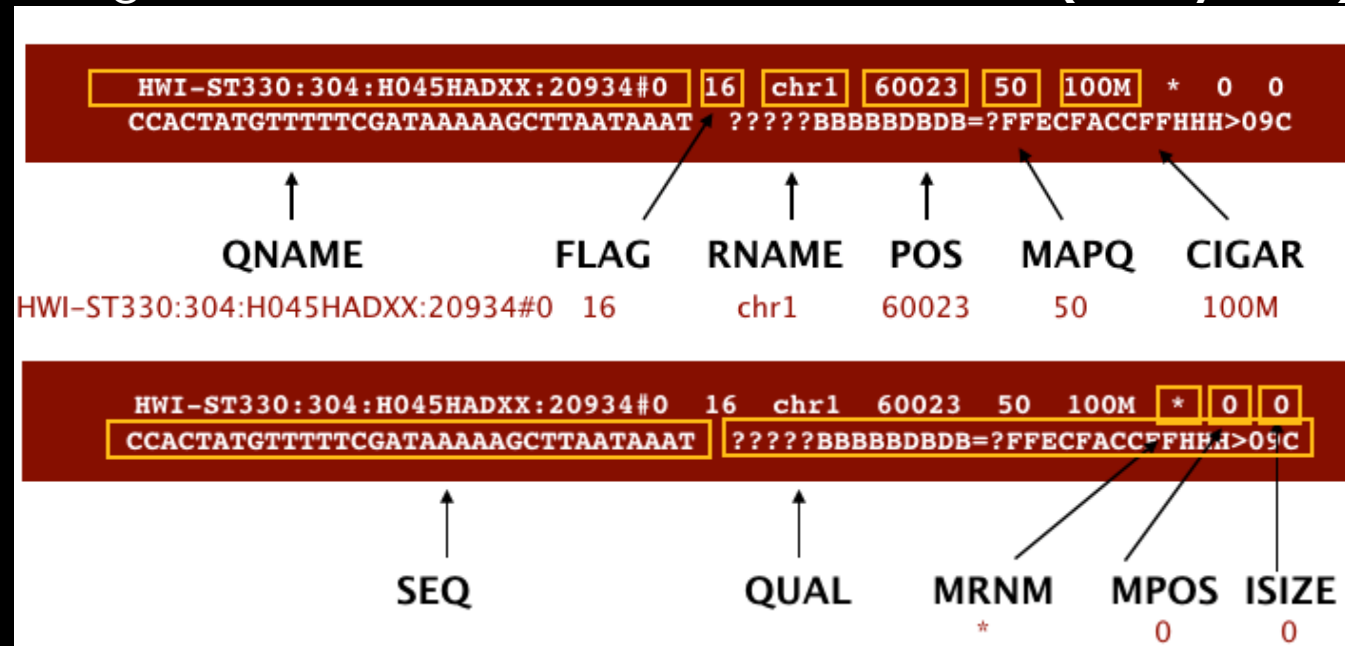 HWI-ST330:304:H045HADXX:20934#0 16 chr1 60023 50 100M * 0 0
CCACTATGTTTTTCGATAAAAAGCTTAATAAAT ?????BBBBBDBDB=?FFECFACCFFHHH>09C
QNAME FLAG RNAME POS MAPQ CIGAR
HWI-ST330:304:H045HADXX:20934#0 16 chr1 60023 50 100M
HWI-ST330:304:H045HADXX:20934#0 16 chr1 60023 50 100M * 0 0
CCACTATGTTTTTCGATAAAAAGCTTAATAAAT ?????BBBBBDBDB=?FFECFACCFFHHH>09C
SEQ QUAL MRNM MPOS ISIZE
* 0 0